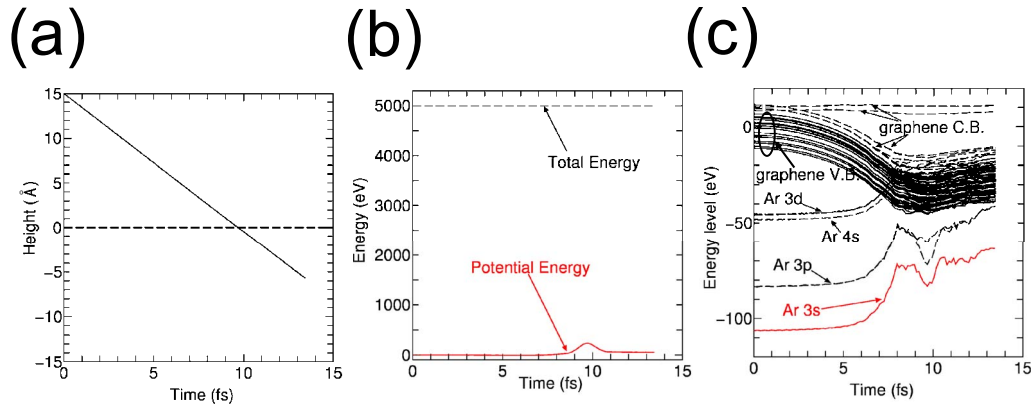 (a)
15
10
5
0
−5
−10
−15
Height (Å)
0
5
10
15
Time (fs)
(b)
5000
4000
3000
2000
1000
0
Energy (eV)
Total Energy
Potential Energy
0
5
10
15
Time (fs)
(c)
0
−50
−100
Energy level (eV)
graphene C.B.
graphene V.B.
Ar 3d
Ar 4s
Ar 3p
Ar 3s
0
5
10
15
Time (fs)